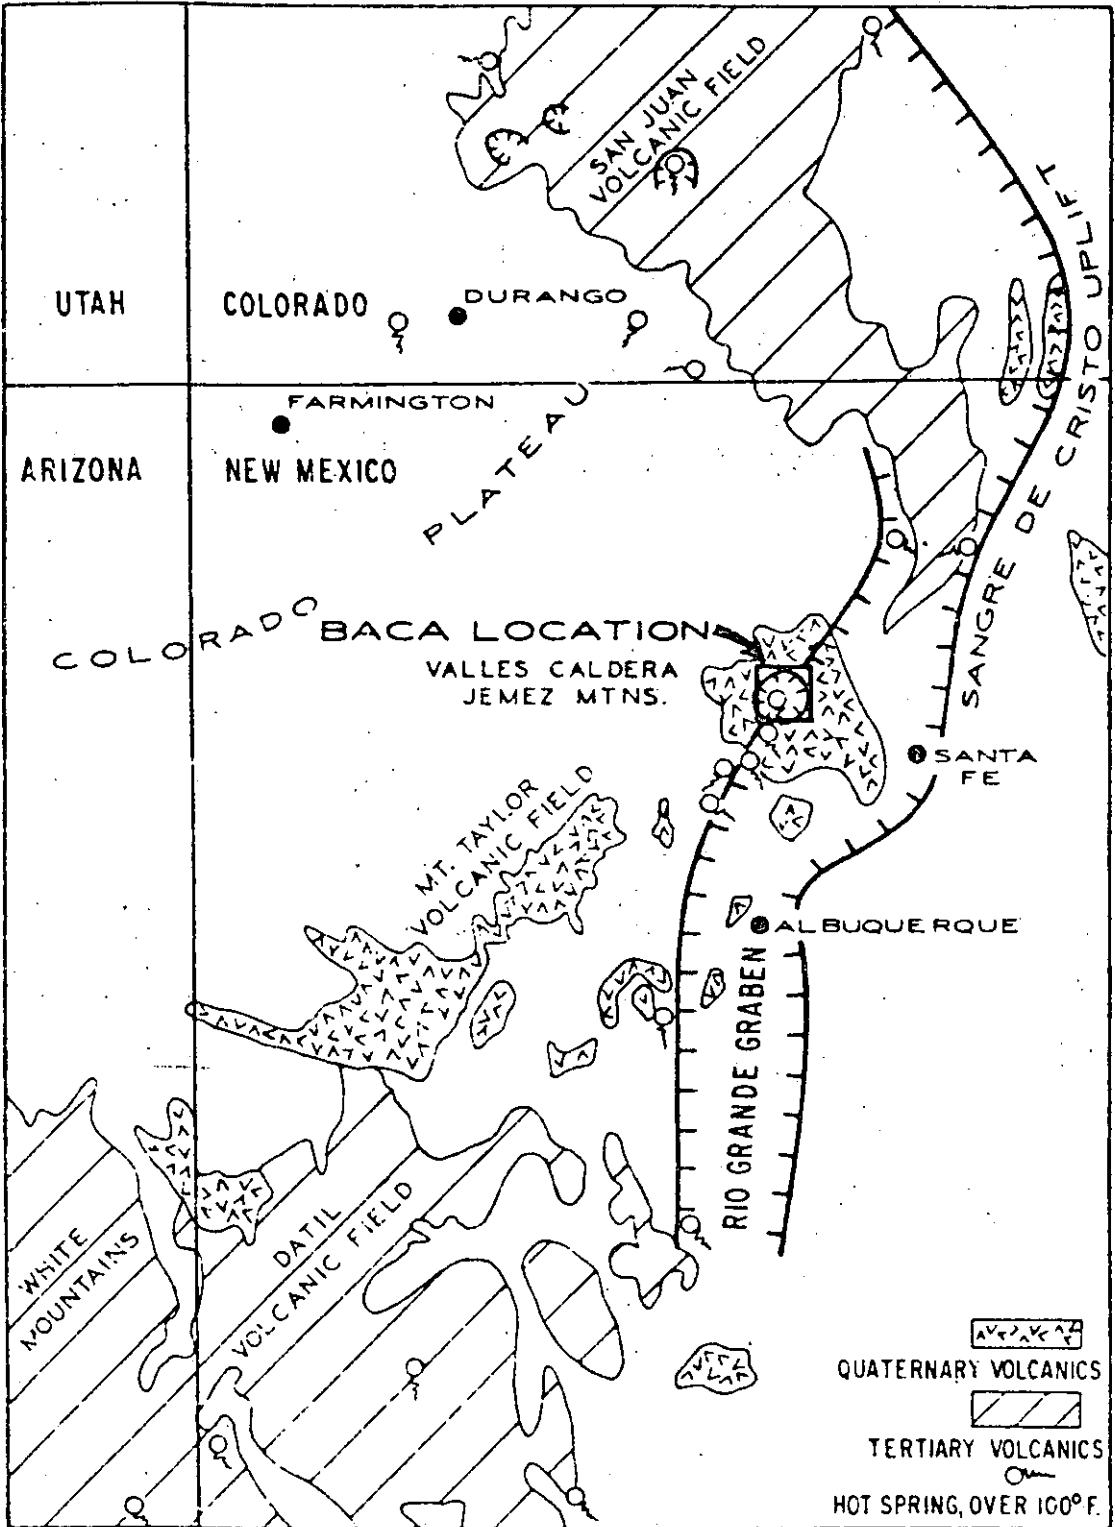 SAN JUAN
VOLCANIC FIELD
SANGRE DE CRISTO UPLIFT
UTAH
COLORADO
DURANGO
FARMINGTON
ARIZONA
NEW MEXICO
COLORADO PLATEAU
BACA LOCATION
VALLES CALDERA
JEMEZ MTNS.
SANTA
FE
MT. TAYLOR
VOLCANIC FIELD
ALBUQUERQUE
RIO GRANDE GRABEN
WHITE
MOUNTAINS
DATIL
VOLCANIC FIELD
QUATERNARY VOLCANICS
TERTIARY VOLCANICS
HOT SPRING, OVER 100°F.